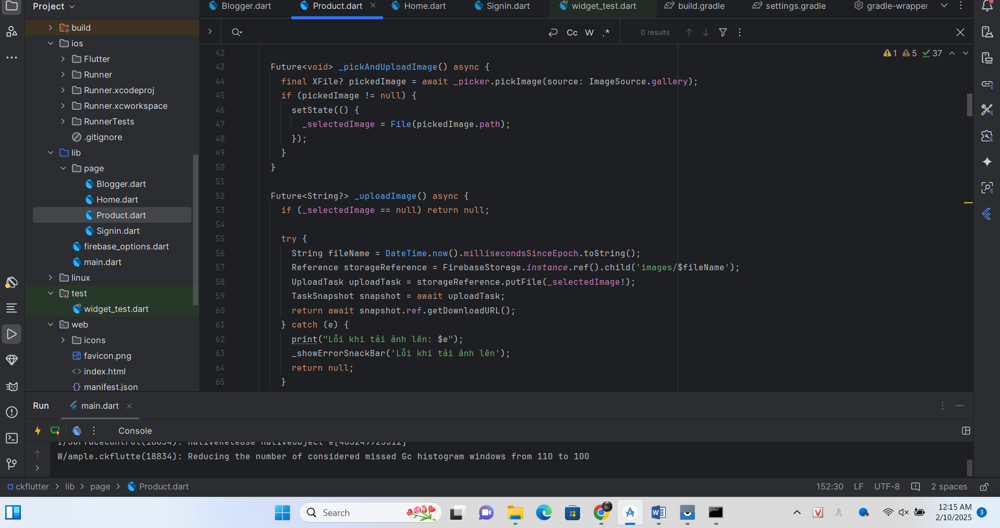 Project
Blogger.dart
Product.dart
Home.dart
Signin.dart
widget_test.dart
build.gradle
settings.gradle
gradle-wrapper.
build
ios
Flutter
Runner
Runner.xcodeproj
Runner.xcworkspace
RunnerTests
.gitignore
lib
page
Blogger.dart
Home.dart
Product.dart
Signin.dart
firebase_options.dart
main.dart
linux
test
widget_test.dart
web
icons
favicon.png
index.html
manifest.json
Cc W .* 0 results
1 5 37
42
43 Future<void> _pickAndUploadImage() async {
44 final XFile? pickedImage = await _picker.pickImage(source: ImageSource.gallery);
45 if (pickedImage != null) {
46 setState(() {
47 _selectedImage = File(pickedImage.path);
48 });
49 }
50 }
51
52 Future<String?> _uploadImage() async {
53 if (_selectedImage == null) return null;
54
55 try {
56 String fileName = DateTime.now().millisecondsSinceEpoch.toString();
57 Reference storageReference = FirebaseStorage.instance.ref().child('images/$fileName');
58 UploadTask uploadTask = storageReference.putFile(_selectedImage!);
59 TaskSnapshot snapshot = await uploadTask;
60 return await snapshot.ref.getDownloadURL();
61 } catch (e) {
62 print("Lỗi khi tải ảnh lên: $e");
63 _showErrorSnackBar('Lỗi khi tải ảnh lên');
64 return null;
65 }
Run main.dart
Console
I/SurfaceControl(18834): nativeRelease nativeObject
W/ample.ckflutte(18834): Reducing the number of considered missed Gc histogram windows from 110 to 100
ckflutter > lib > page > Product.dart
152:30 LF UTF-8 2 spaces
Search
12:15 AM
2/10/2025
3